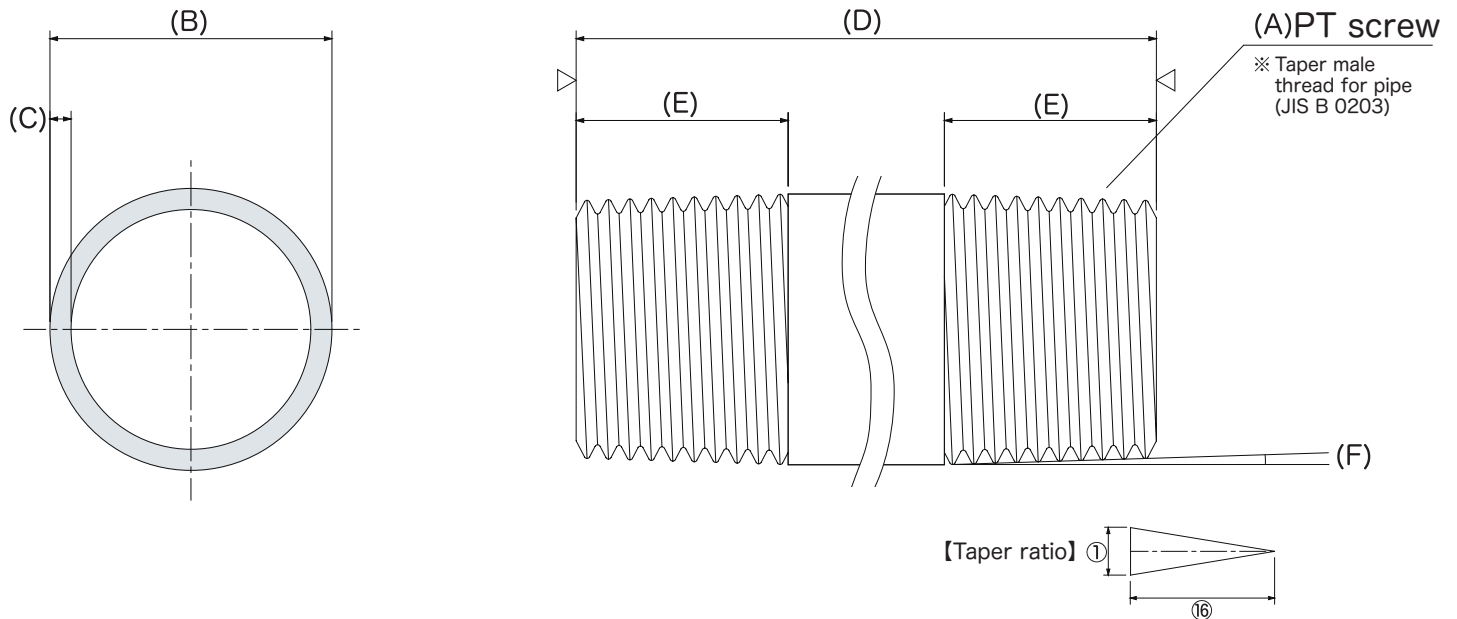 (B)
(D)
(A)PT screw
※ Taper male
thread for pipe
(JIS B 0203)
(C)
(E)
(E)
(F)
【Taper ratio】 ①
⑯